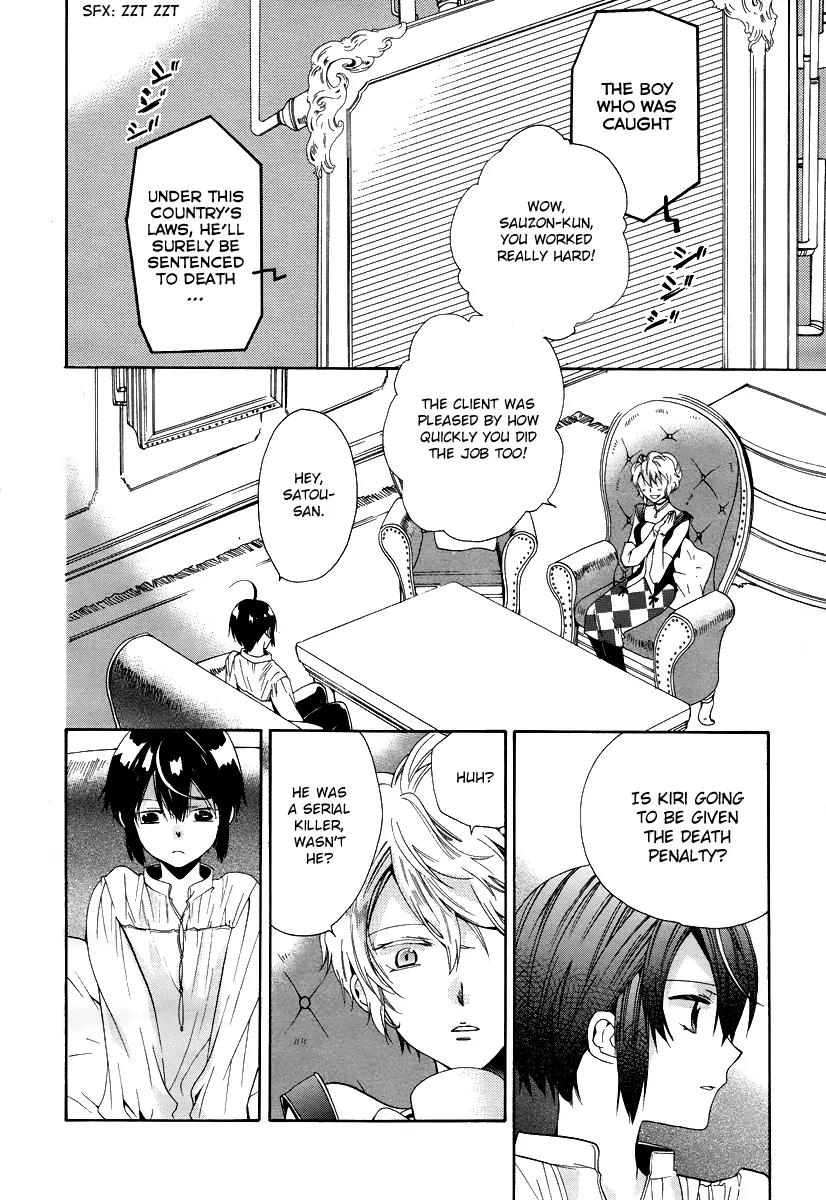 SFX: ZZT ZZT
THE BOY
WHO WAS
CAUGHT
UNDER THIS
COUNTRY'S
LAWS, HE'LL
SURELY BE
SENTENCED
TO DEATH
...
ドドド
WOW,
SAUZON-KUN,
YOU WORKED
REALLY HARD!
THE CLIENT WAS
PLEASED BY HOW
QUICKLY YOU DID
THE JOB TOO!
HEY,
SATOU-
SAN.
IS KIRI GOING
TO BE GIVEN
THE DEATH
PENALTY?
HUH?
HE WAS
A SERIAL
KILLER,
WASN'T
HE?